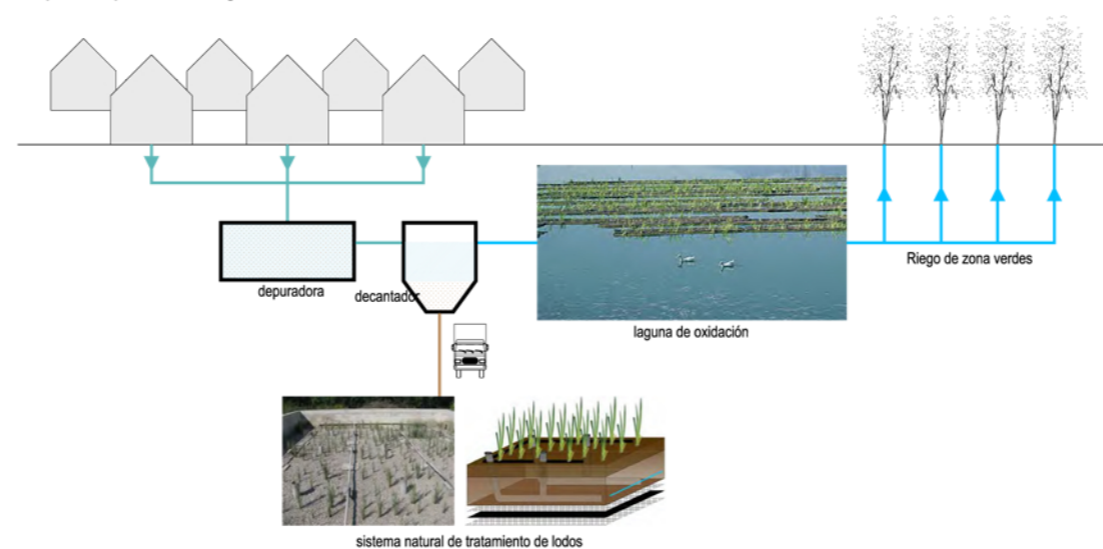 depuradora
decantador
laguna de oxidación
Riego de zona verdes
sistema natural de tratamiento de lodos